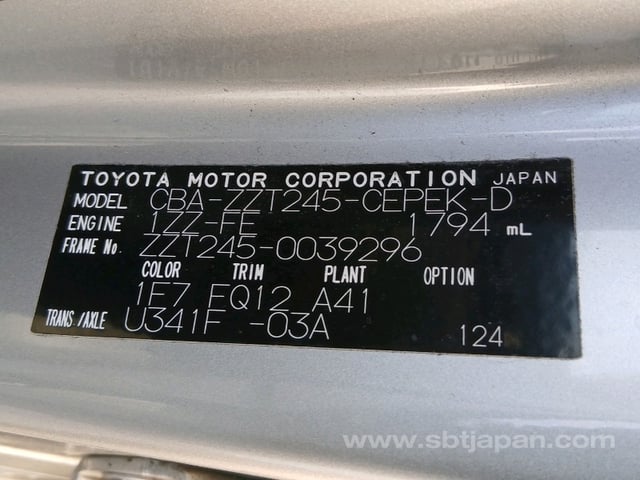 TOYOTA MOTOR CORPORATION JAPAN
MODEL CBA-ZZT245-CEPEK-D
ENGINE 1ZZ-FE 1794 mL
FRAME No ZZT245-0039296
COLOR TRIM PLANT OPTION
1F7 FQ12 A41
TRANS/AXLE U341F -03A 124
www.sbtjapan.com